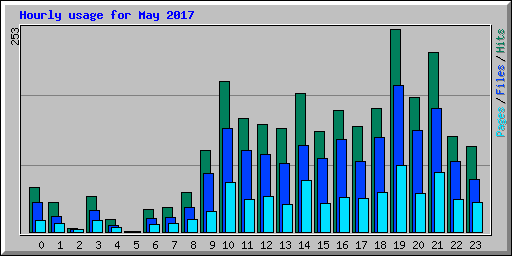 Hourly usage for May 2017
253
Pages / Files / Hits
0 1 2 3 4 5 6 7 8 9 10 11 12 13 14 15 16 17 18 19 20 21 22 23